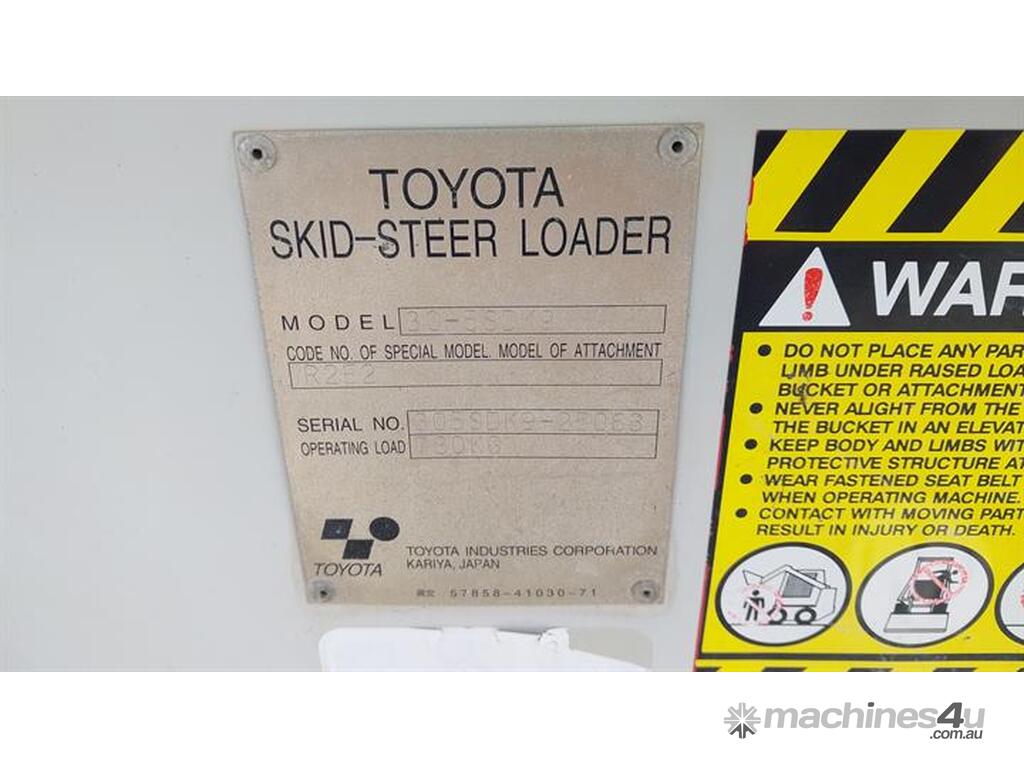 TOYOTA
SKID-STEER LOADER
MODEL 30-5SDK9
CODE NO. OF SPECIAL MODEL. MODEL OF ATTACHMENT
SERIAL NO.
OPERATING LOAD
TOYOTA
TOYOTA INDUSTRIES CORPORATION
KARIYA, JAPAN
57858-41030-71
WAR
• DO NOT PLACE ANY PAR
LIMB UNDER RAISED LOA
BUCKET OR ATTACHMENT
• NEVER ALIGHT FROM THE
THE BUCKET IN AN ELEVAT
• KEEP BODY AND LIMBS WIT
PROTECTIVE STRUCTURE AT
• WEAR FASTENED SEAT BELT
WHEN OPERATING MACHINE.
• CONTACT WITH MOVING PART
RESULT IN INJURY OR DEATH.
machines4u
.com.au